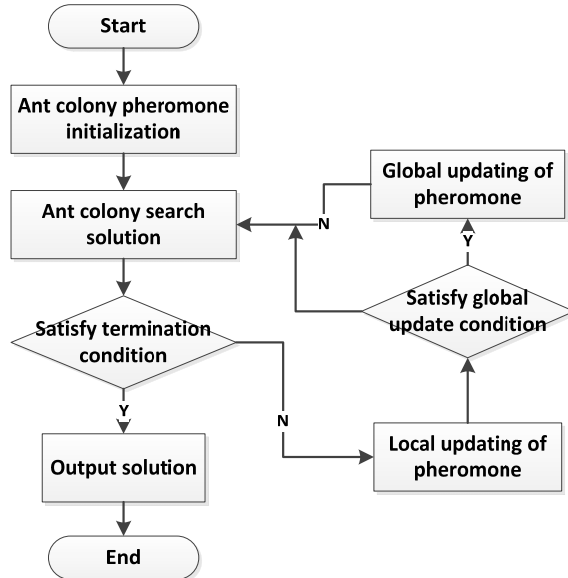 Start
Ant colony pheromone
initialization
Ant colony search
solution
Satisfy termination
condition
Y
Output solution
End
N
Local updating of
pheromone
Satisfy global
update condition
Y
Global updating of
pheromone
N